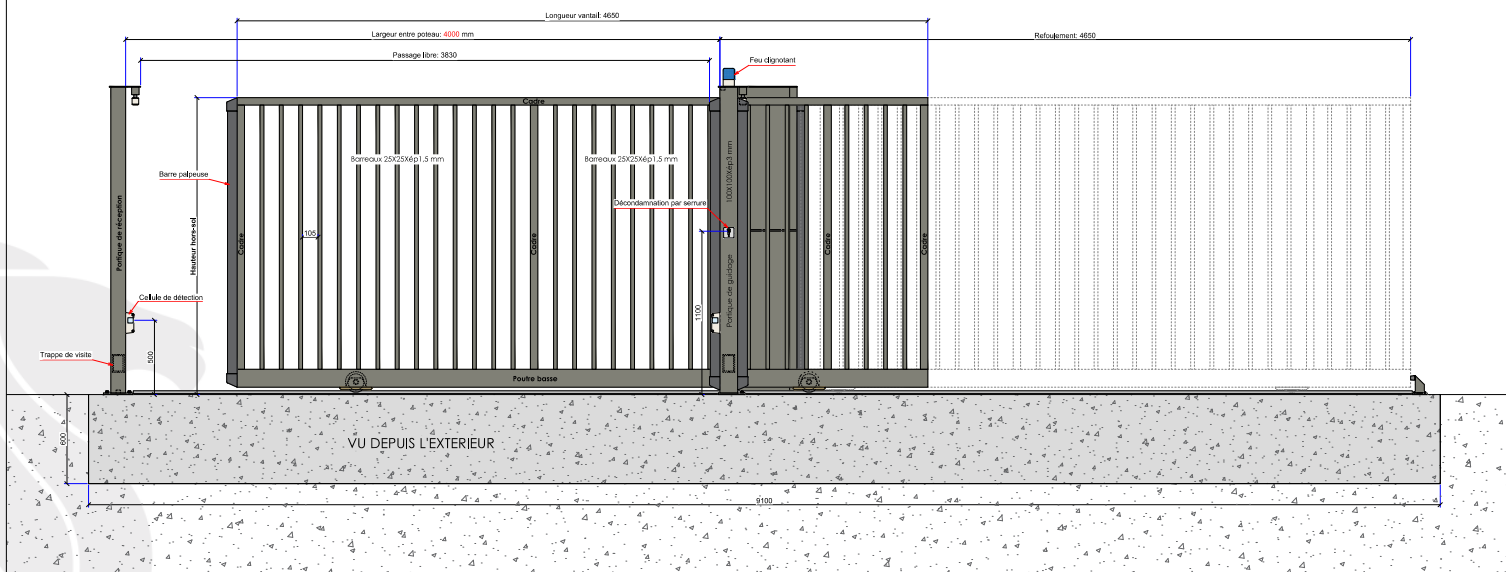 Longueur vantail: 4650
Largeur entre poteau: 4000 mm
Refoulement: 4650
Passage libre: 3830
Feu clignotant
Cadre
Barreaux 25X25Xép1.5 mm
Barreaux 25X25Xép1.5 mm
100X100Xép3 mm
Barre palpeuse
Décondamnation par serrure
Portique de réception
Hauteur hors-sol
Cadre
105
Cadre
Cadre
Cadre
Portique de guidage
Cellule de détection
1100
Trappe de visite
500
Poutre basse
600
VU DEPUIS L'EXTERIEUR
9100